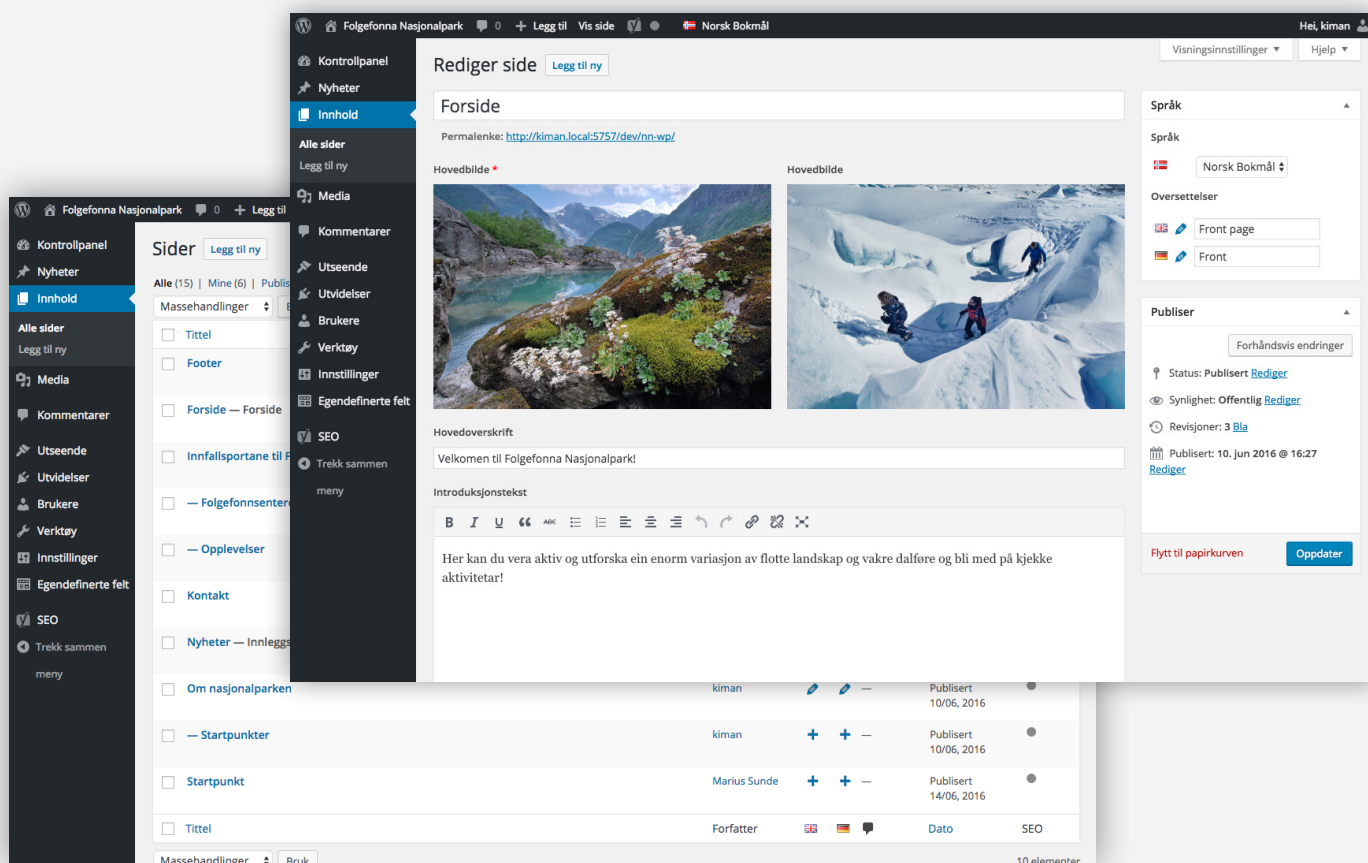 Folgefonna Nasjonalpark 0 + Legg til Vis side Norsk Bokmål Hei, kiman
Visningsinnstillinger ▼ Hjelp ▼
Kontrollpanel
Nyheter
Innhold
Alle sider
Legg til ny
Media
Kommentarer
Utseende
Utvidelser
Brukere
Verktøy
Innstillinger
Egendefinerte felt
SEO
Trekk sammen
meny
Rediger side Legg til ny
Forside
Permalenke: http://kiman.local:5757/dev/nn-wp/
Hovedbilde * Hovedbilde
Hovedoverskrift
Velkomen til Folgefonna Nasjonalpark!
Introduksjonstekst
B I U ABC
Her kan du vera aktiv og utforska ein enorm variasjon av flotte landskap og vakre dalføre og bli med på kjekke
aktivitetar!
Språk
Språk
Norsk Bokmål
Oversettelser
Front page
Front
Publiser
Forhåndsvis endringer
Status: Publisert Rediger
Synlighet: Offentlig Rediger
Revisjoner: 3 Bla
Publisert: 10. jun 2016 @ 16:27
Rediger
Flytt til papirkurven Oppdater
Folgefonna Nasjonalpark 0 + Legg til
Kontrollpanel
Nyheter
Innhold
Alle sider
Legg til ny
Media
Kommentarer
Utseende
Utvidelser
Brukere
Verktøy
Innstillinger
Egendefinerte felt
SEO
Trekk sammen
meny
Sider Legg til ny
Alle (15) | Mine (6) | Publis
Massehandlinger
Tittel
Footer
Forside — Forside
Innfallsportane til F
— Folgefonnsenter
— Opplevelser
Kontakt
Nyheter — Innleggs
Om nasjonalparken kiman — Publisert
10/06, 2016
— Startpunkter kiman + + — Publisert
10/06, 2016
Startpunkt Marius Sunde + + — Publisert
14/06, 2016
Tittel Forfatter Dato SEO
Massehandlinger Bruk 10 elementer